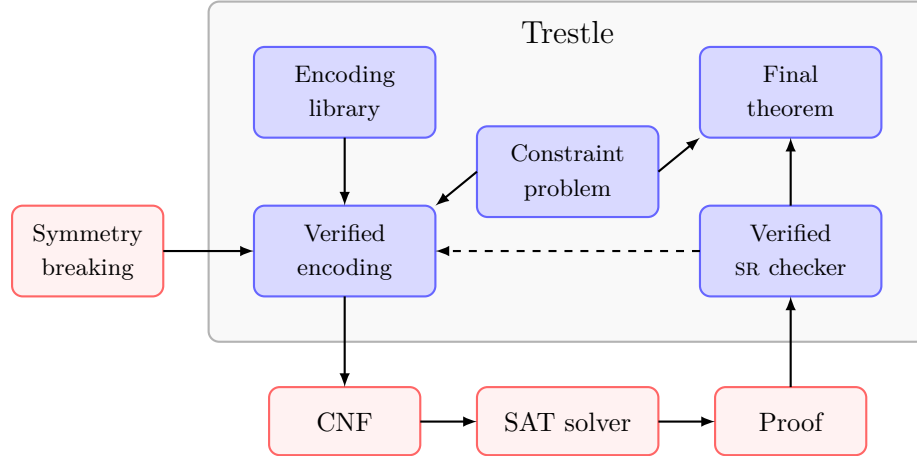 Trestle
Encoding
library
Final
theorem
Constraint
problem
Symmetry
breaking
Verified
encoding
Verified
SR checker
CNF
SAT solver
Proof